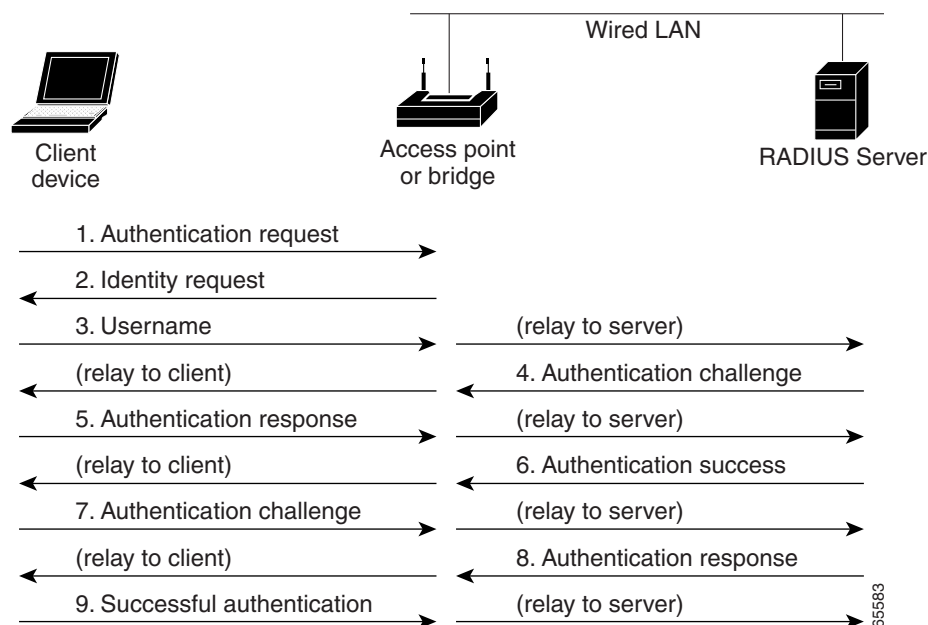 Wired LAN
Client
device
Access point
or bridge
RADIUS Server
1. Authentication request
2. Identity request
3. Username
(relay to server)
(relay to client)
4. Authentication challenge
5. Authentication response
(relay to server)
(relay to client)
6. Authentication success
7. Authentication challenge
(relay to server)
(relay to client)
8. Authentication response
9. Successful authentication
(relay to server)
65583